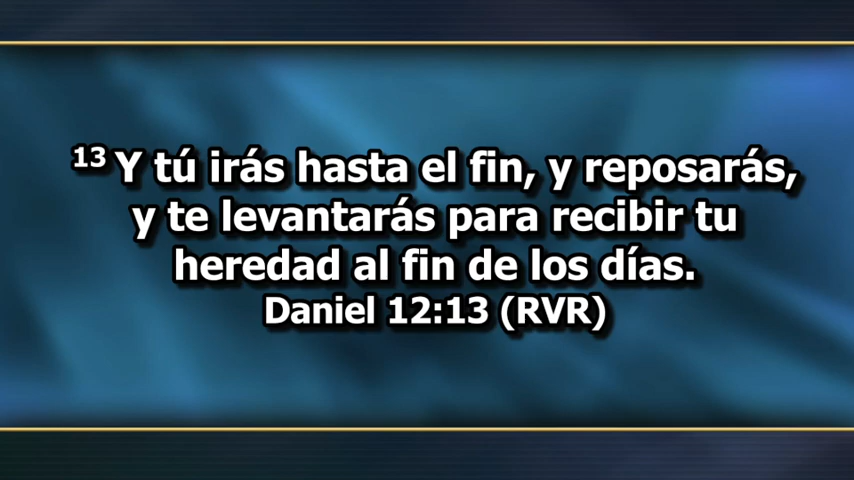 13 Y tú irás hasta el fin, y reposarás,
y te levantarás para recibir tu
heredad al fin de los días.
Daniel 12:13 (RVR)